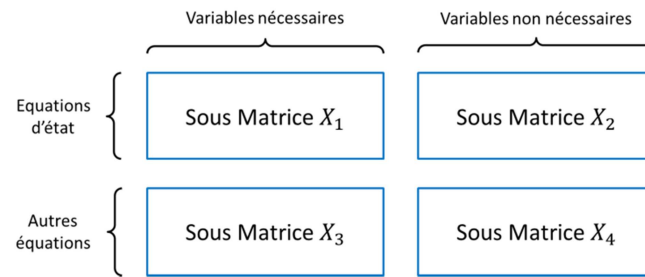 Variables nécessaires
Variables non nécessaires
Equations
d'état
Sous Matrice X₁
Sous Matrice X₂
Autres
équations
Sous Matrice X₃
Sous Matrice X₄